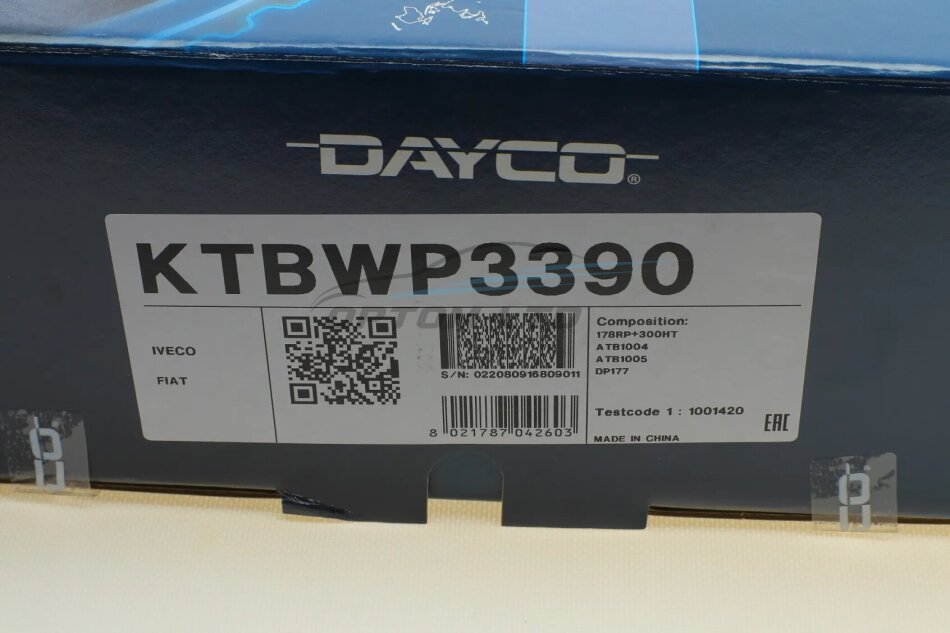 DAYCO®
KTBWP3390
IVECO
FIAT
S/N: 022080916809011
8 021787 042603
Composition:
178RP+300HT
ATB1004
ATB1005
DP177
Testcode 1 : 1001420
MADE IN CHINA
EAC